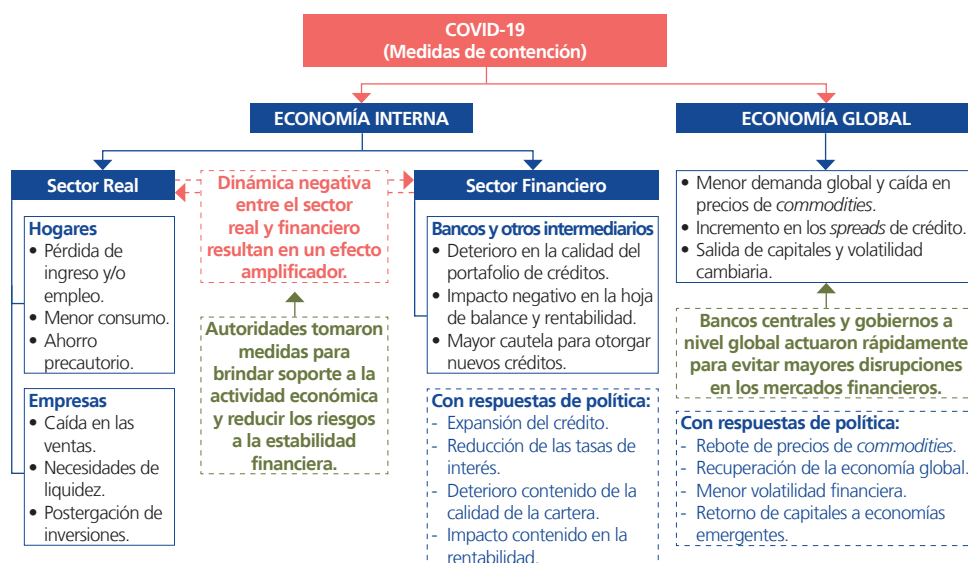 COVID-19
(Medidas de contención)
ECONOMÍA INTERNA
ECONOMÍA GLOBAL
Sector Real
Dinámica negativa
entre el sector
real y financiero
resultan en un efecto
amplificador.
Sector Financiero
Hogares
• Pérdida de
ingreso y/o
empleo.
• Menor consumo.
• Ahorro
precautorio.
Empresas
• Caída en las
ventas.
• Necesidades de
liquidez.
• Postergación de
inversiones.
Autoridades tomaron
medidas para
brindar soporte a la
actividad económica
y reducir los riesgos
a la estabilidad
financiera.
Bancos y otros intermediarios
• Deterioro en la calidad del
portafolio de créditos.
• Impacto negativo en la hoja
de balance y rentabilidad.
• Mayor cautela para otorgar
nuevos créditos.
Con respuestas de política:
- Expansión del crédito.
- Reducción de las tasas de
interés.
- Deterioro contenido de la
calidad de la cartera.
- Impacto contenido en la
rentabilidad.
• Menor demanda global y caída en
precios de commodities.
• Incremento en los spreads de crédito.
• Salida de capitales y volatilidad
cambiaria.
Bancos centrales y gobiernos a
nivel global actuaron rápidamente
para evitar mayores disrupciones
en los mercados financieros.
Con respuestas de política:
- Rebote de precios de commodities.
- Recuperación de la economía global.
- Menor volatilidad financiera.
- Retorno de capitales a economías
emergentes.